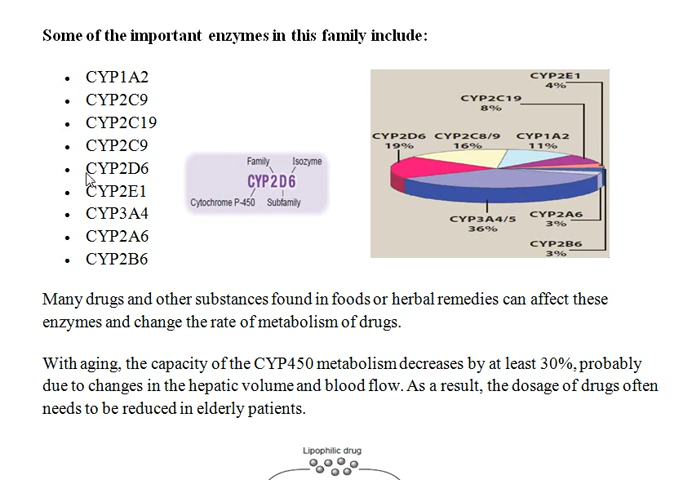 Some of the important enzymes in this family include:
• CYP1A2
• CYP2C9
• CYP2C19
• CYP2C9
• CYP2D6
• CYP2E1
• CYP3A4
• CYP2A6
• CYP2B6
Family Isozyme
CYP2D6
Cytochrome P-450 Subfamily
CYP2E1
4%
CYP2C19
8%
CYP2D6 CYP2C8/9 CYP1A2
19% 16% 11%
CYP3A4/5 CYP2A6
36% 3%
CYP2B6
3%
Many drugs and other substances found in foods or herbal remedies can affect these
enzymes and change the rate of metabolism of drugs.
With aging, the capacity of the CYP450 metabolism decreases by at least 30%, probably
due to changes in the hepatic volume and blood flow. As a result, the dosage of drugs often
needs to be reduced in elderly patients.
Lipophilic drug